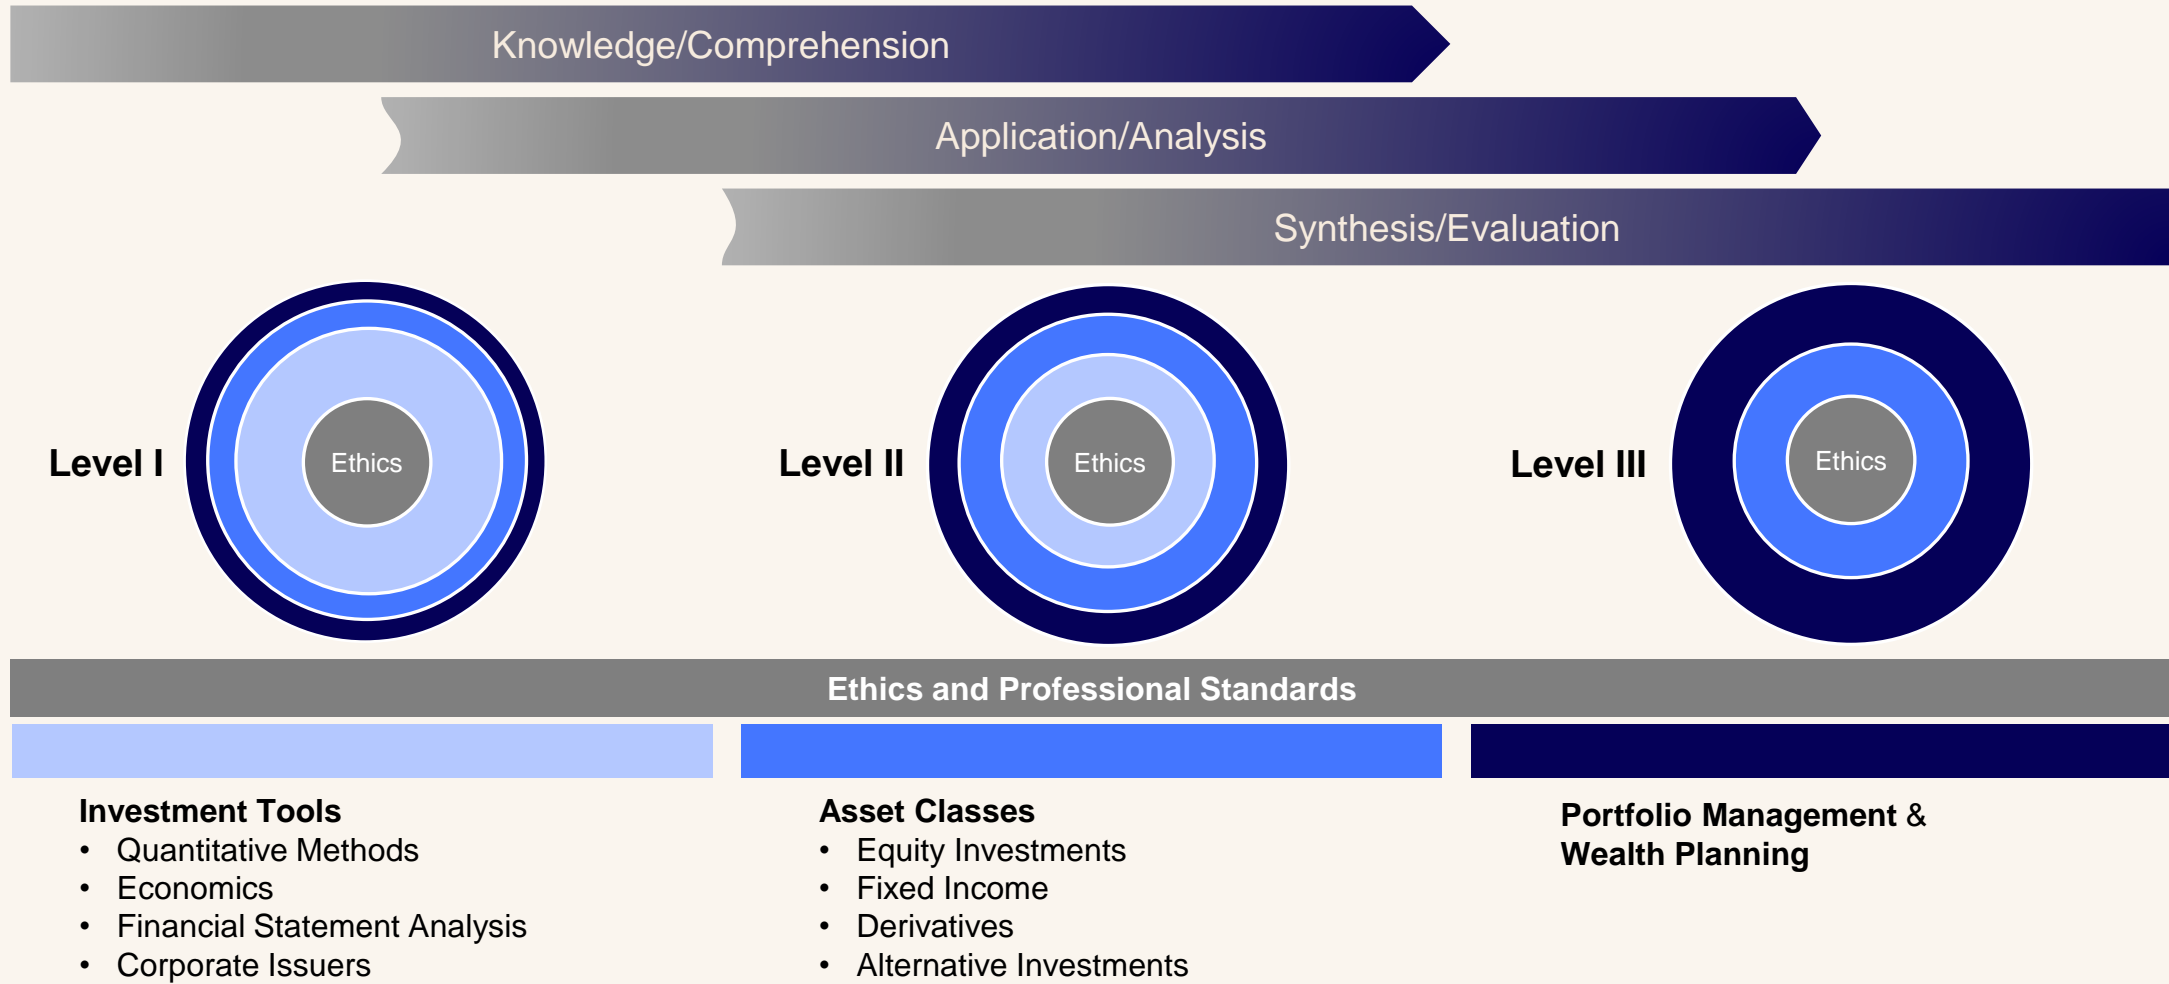 Knowledge/Comprehension
Application/Analysis
Synthesis/Evaluation
Level I
Ethics
Level II
Ethics
Level III
Ethics
Ethics and Professional Standards
Investment Tools
• Quantitative Methods
• Economics
• Financial Statement Analysis
• Corporate Issuers
Asset Classes
• Equity Investments
• Fixed Income
• Derivatives
• Alternative Investments
Portfolio Management &
Wealth Planning